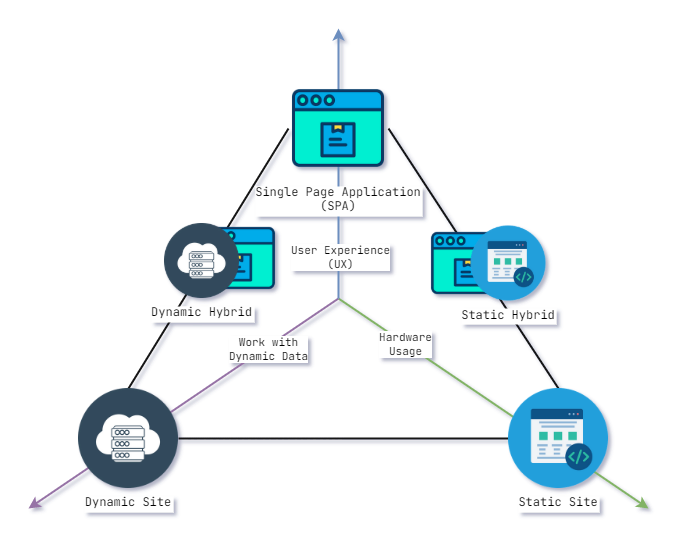 Single Page Application
(SPA)
User Experience
(UX)
Dynamic Hybrid
Static Hybrid
Work with
Dynamic Data
Hardware
Usage
</>
</>
Dynamic Site
Static Site